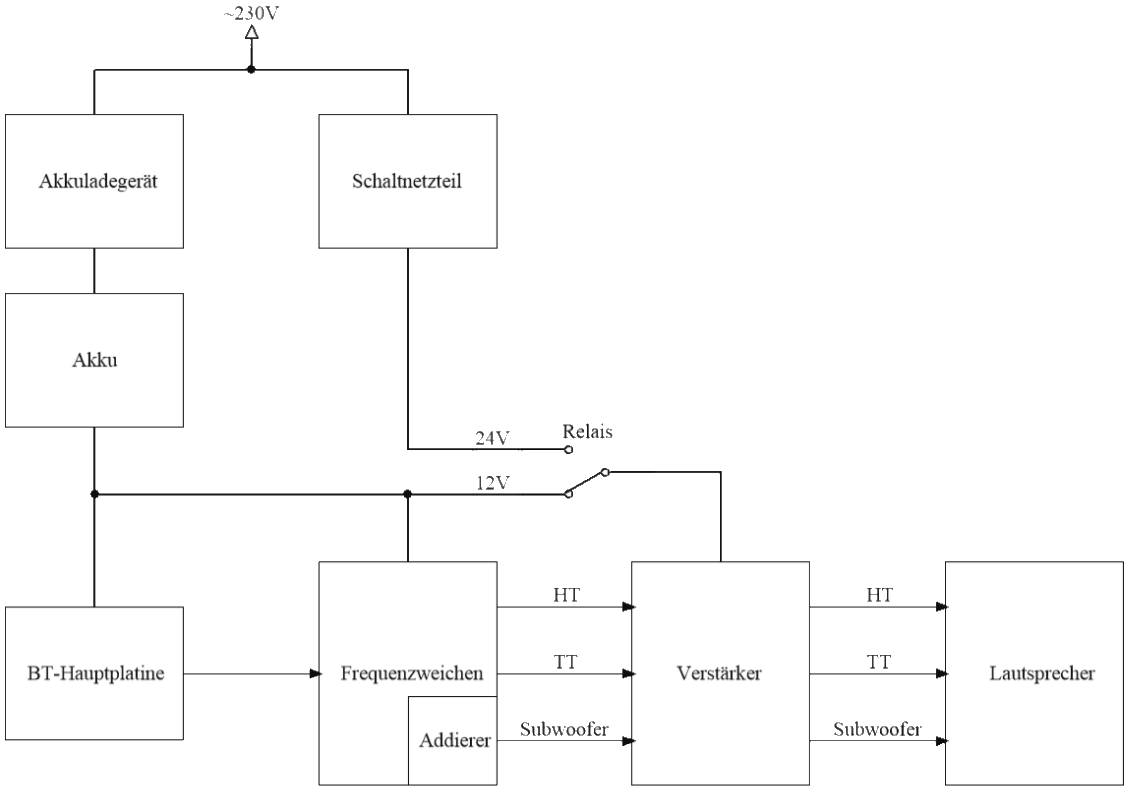 ~230V
Akkuladegerät
Schaltnetzteil
Akku
Relais
24V
12V
HT
HT
TT
TT
BT-Hauptplatine
Frequenzweichen
Verstärker
Lautsprecher
Subwoofer
Subwoofer
Addierer